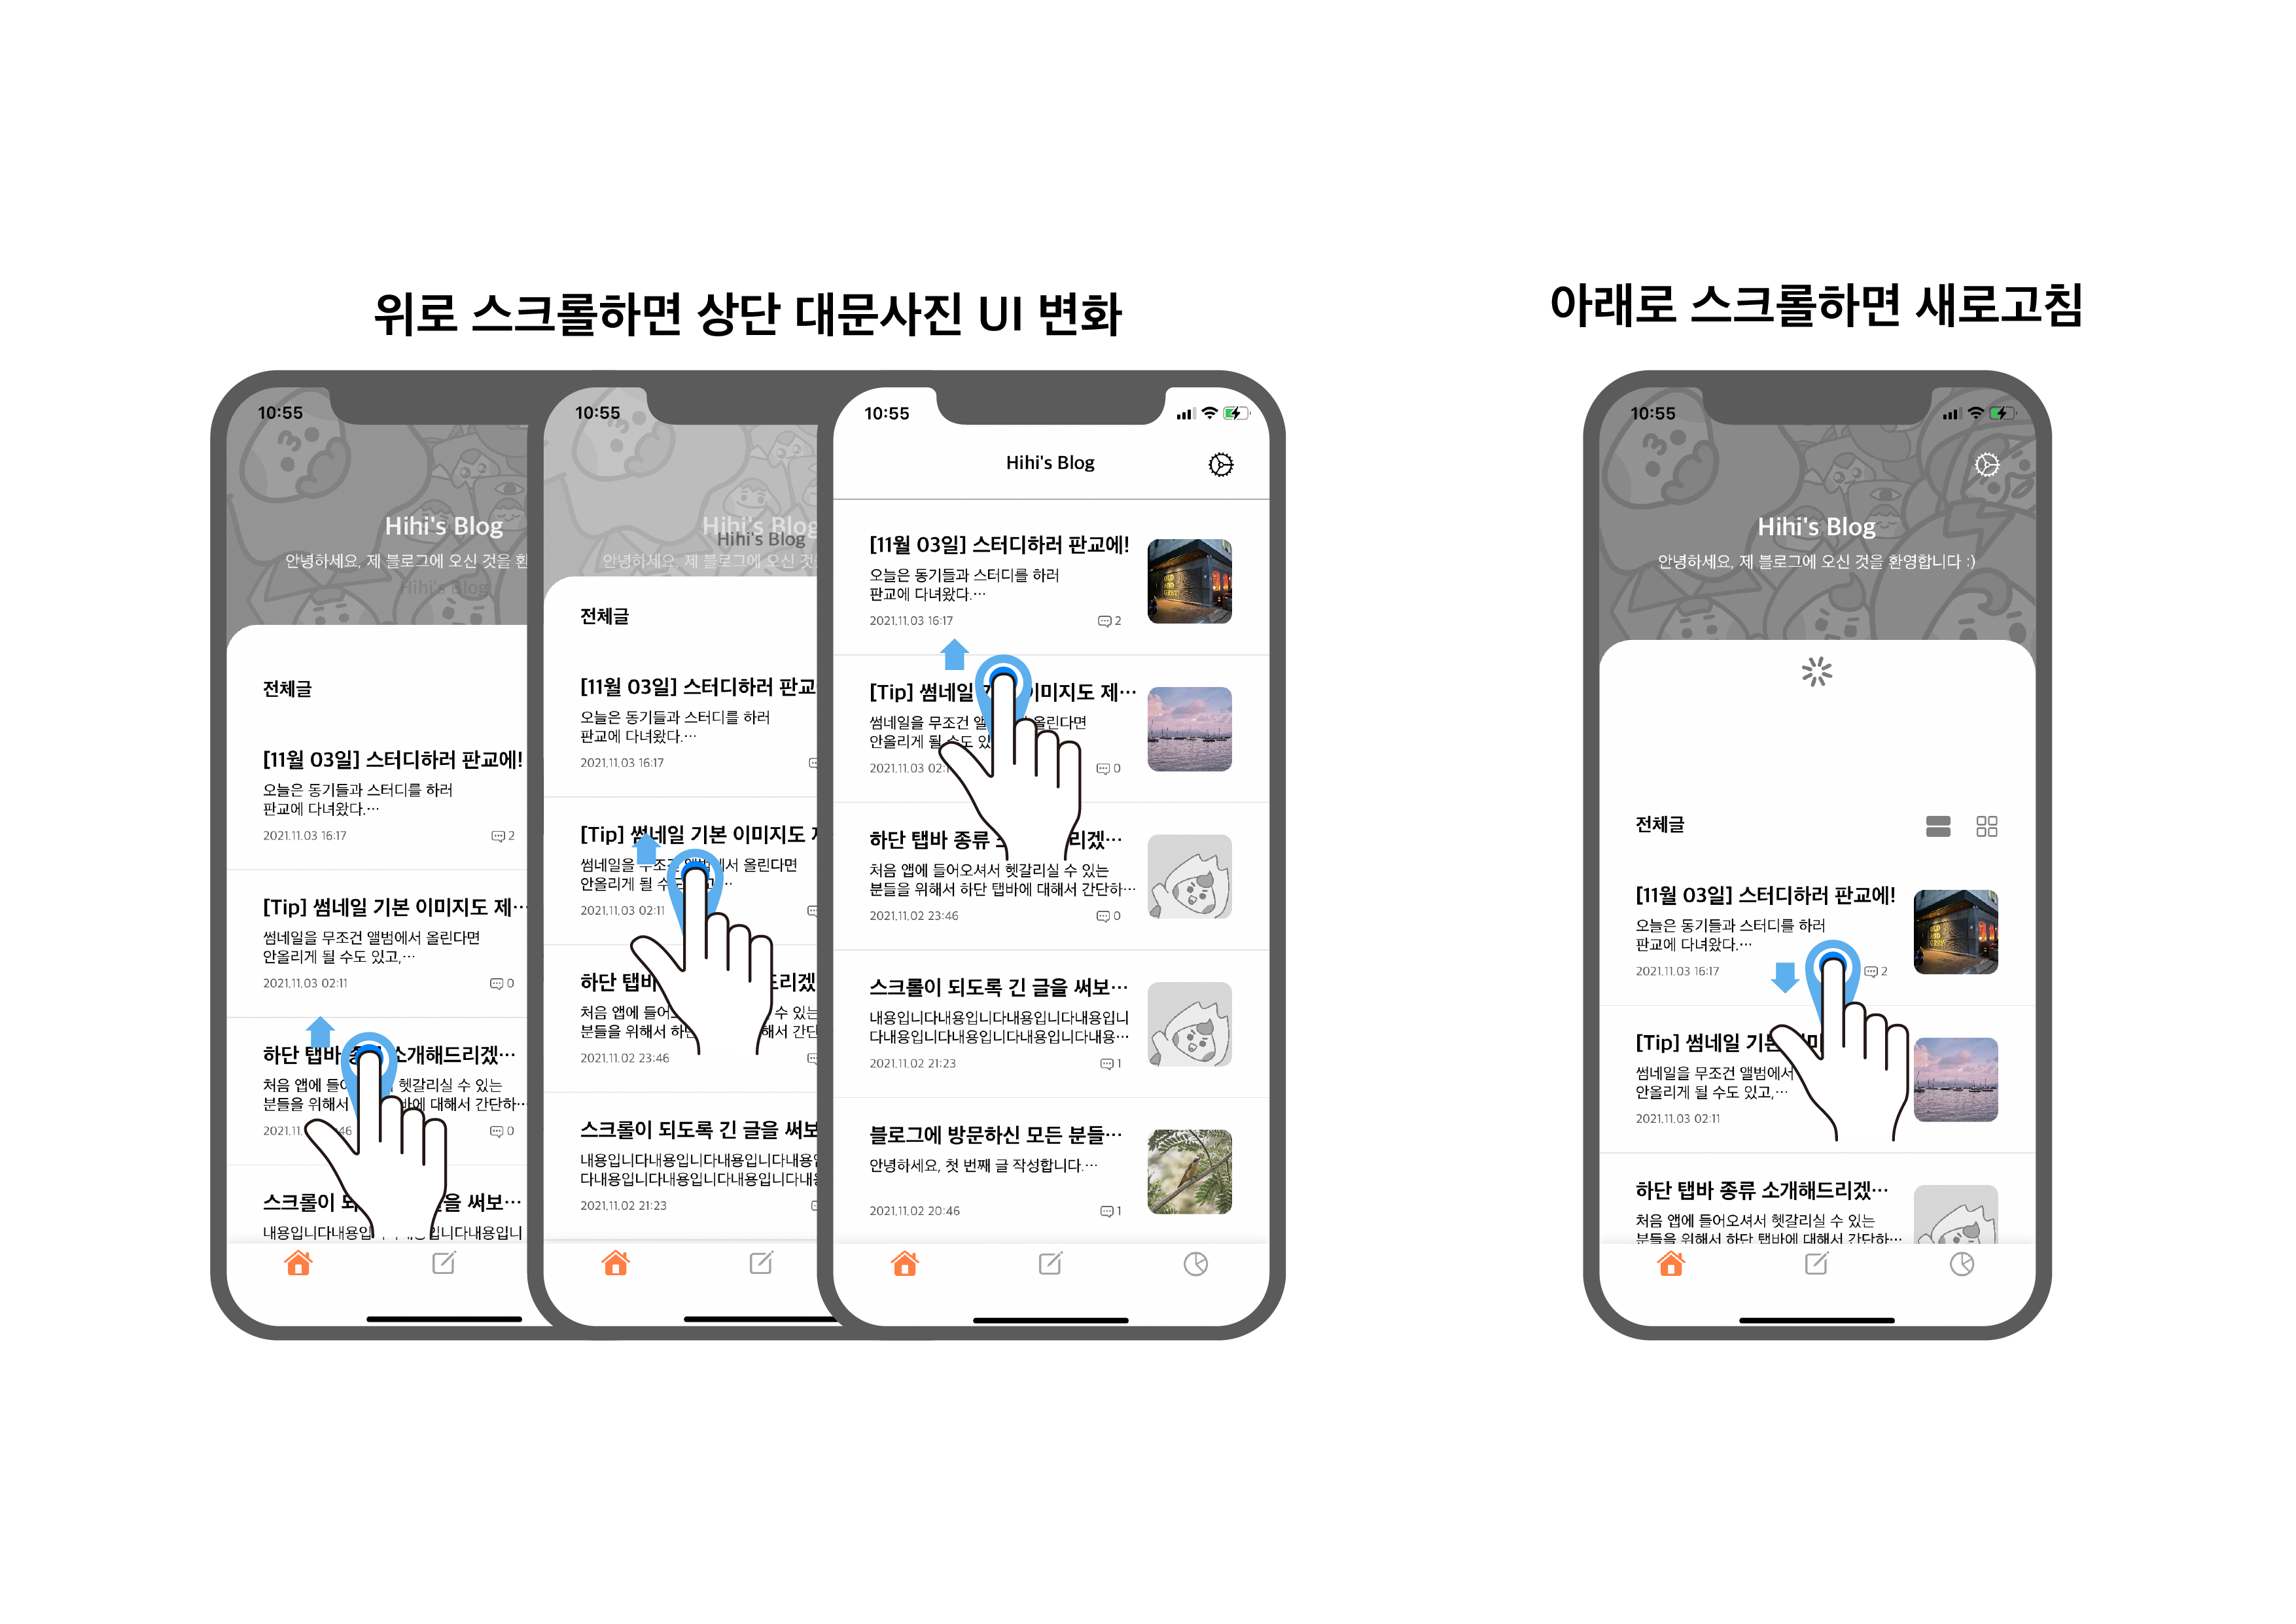 위로 스크롤하면 상단 대문사진 UI 변화
10:55
Hihi's Blog
안녕하세요, 제 블로그에 오신 것을 환
Hihi's Blog
전체글
[11월 03일] 스터디하러 판교에!
오늘은 동기들과 스터디를 하러
판교에 다녀왔다.…
2021.11.03 16:17
2
[Tip] 썸네일 기본 이미지도 제…
썸네일을 무조건 앨범에서 올린다면
안올리게 될 수도 있고,…
2021.11.03 02:11
0
하단 탭바 소개해드리겠…
처음 앱에 헷갈리실 수 있는
분들을 위해서 대해서 간단하…
2021.11. 46
0
스크롤이 써보…
내용입니다내용입 입니다내용입니
10:55
Hihi's Blog
Hihi's Blog
안녕하세요, 제 블로그에 오신 것
전체글
[11월 03일] 스터디하러 판교
오늘은 동기들과 스터디를 하러
판교에 다녀왔다.…
2021.11.03 16:17
[Tip] 썸네일 기본 이미지도
썸네일을 무조건 앨범에서 올린다면
안올리게 될
2021.11.03 02:11
하단 탭바 드리겠
처음 앱에 수 있는
분들을 위해서 대해서 간단
2021.11.02 23:46
스크롤이 되도록 긴 글을 써보
내용입니다내용입니다내용입니다내용입
다내용입니다내용입니다내용입니다내용
2021.11.02 21:23
10:55
Hihi's Blog
[11월 03일] 스터디하러 판교에!
오늘은 동기들과 스터디를 하러
판교에 다녀왔다.…
2021.11.03 16:17
2
[Tip] 썸네일 이미지도 제…
썸네일을 무조건 올린다면
안올리게 될 수도
2021.11.03 02:1
0
하단 탭바 종류 드리겠…
처음 앱에 들어오셔서 헷갈리실 수 있는
분들을 위해서 하단 탭바에 대해서 간단하…
2021.11.02 23:46
0
스크롤이 되도록 긴 글을 써보…
내용입니다내용입니다내용입니다내용입니
다내용입니다내용입니다내용입니다내용…
2021.11.02 21:23
1
블로그에 방문하신 모든 분들…
안녕하세요, 첫 번째 글 작성합니다.…
2021.11.02 20:46
1
아래로 스크롤하면 새로고침
10:55
Hihi's Blog
안녕하세요, 제 블로그에 오신 것을 환영합니다 :)
전체글
[11월 03일] 스터디하러 판교에!
오늘은 동기들과 스터디를 하러
판교에 다녀왔다.…
2021.11.03 16:17
2
[Tip] 썸네일 기본
썸네일을 무조건 앨범에서
안올리게 될 수도 있고,…
2021.11.03 02:11
하단 탭바 종류 소개해드리겠…
처음 앱에 들어오셔서 헷갈리실 수 있는
분들을 위해서 하단 탭바에 대해서 간단하…